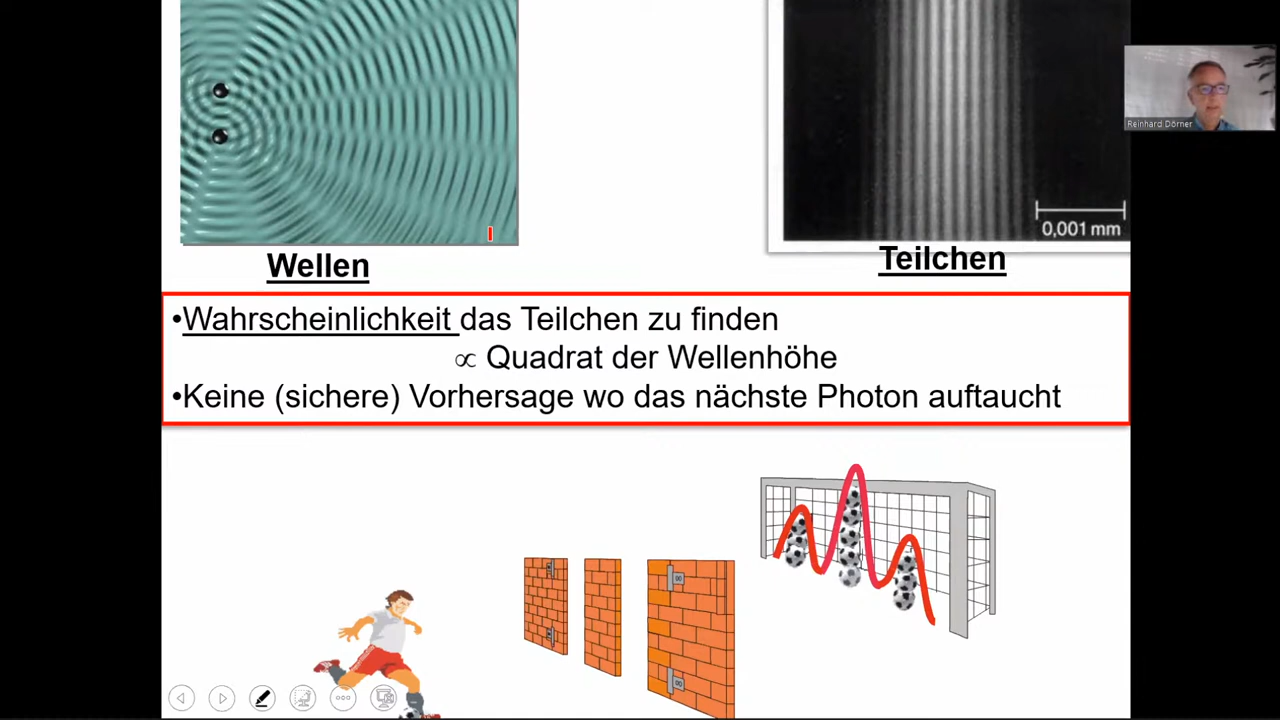 Reinhard Dörner
0,001 mm
Wellen
Teilchen
•Wahrscheinlichkeit das Teilchen zu finden
∝ Quadrat der Wellenhöhe
•Keine (sichere) Vorhersage wo das nächste Photon auftaucht